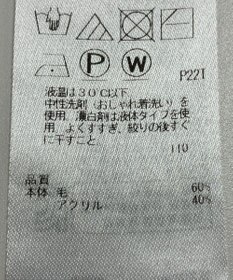 P W
P22T
液温は30℃以下
中性洗剤(おしゃれ着洗い)を
使用、漂白剤は液体タイプを使
用 よくすすぎ、絞りの後すぐ
に干すこと
110
品質
本体 毛 60%
アクリル 40%